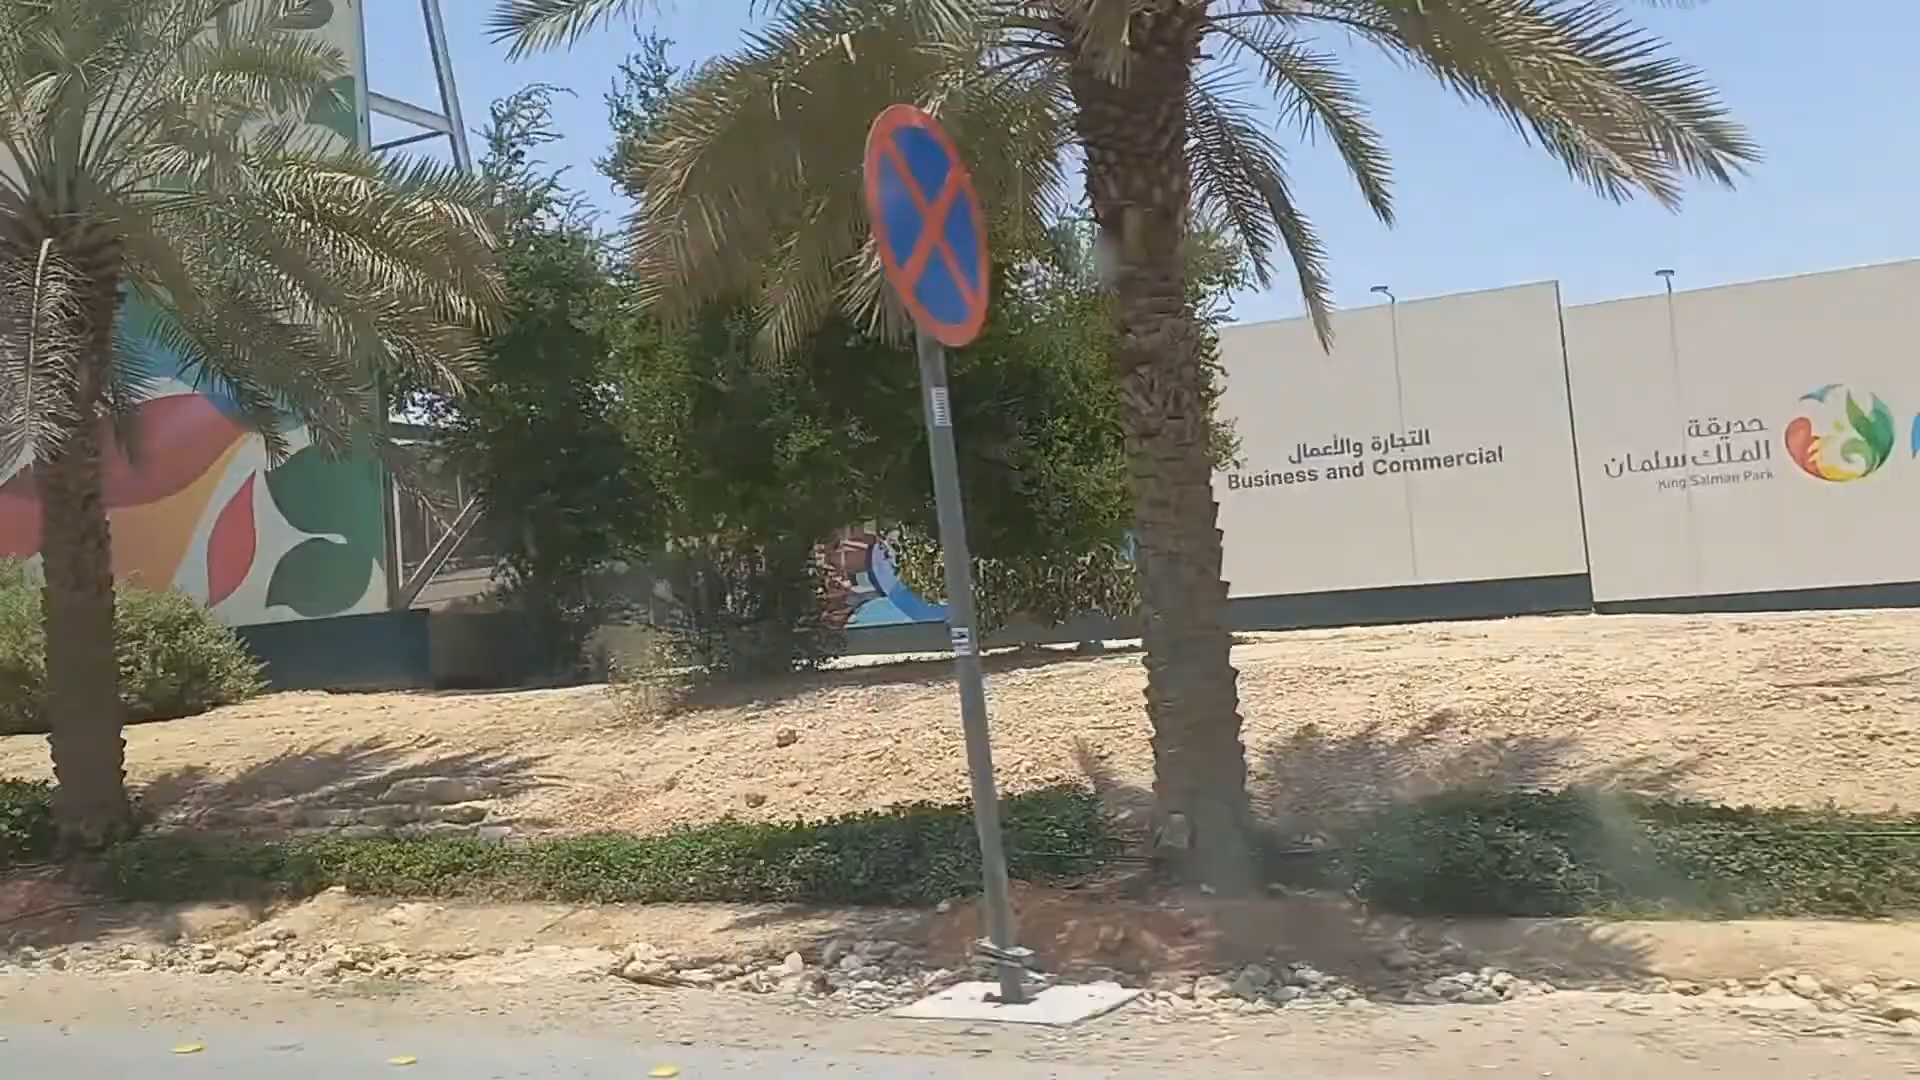 التجارة والأعمال
Business and Commercial
حديقة
الملك سلمان
King Salman Park